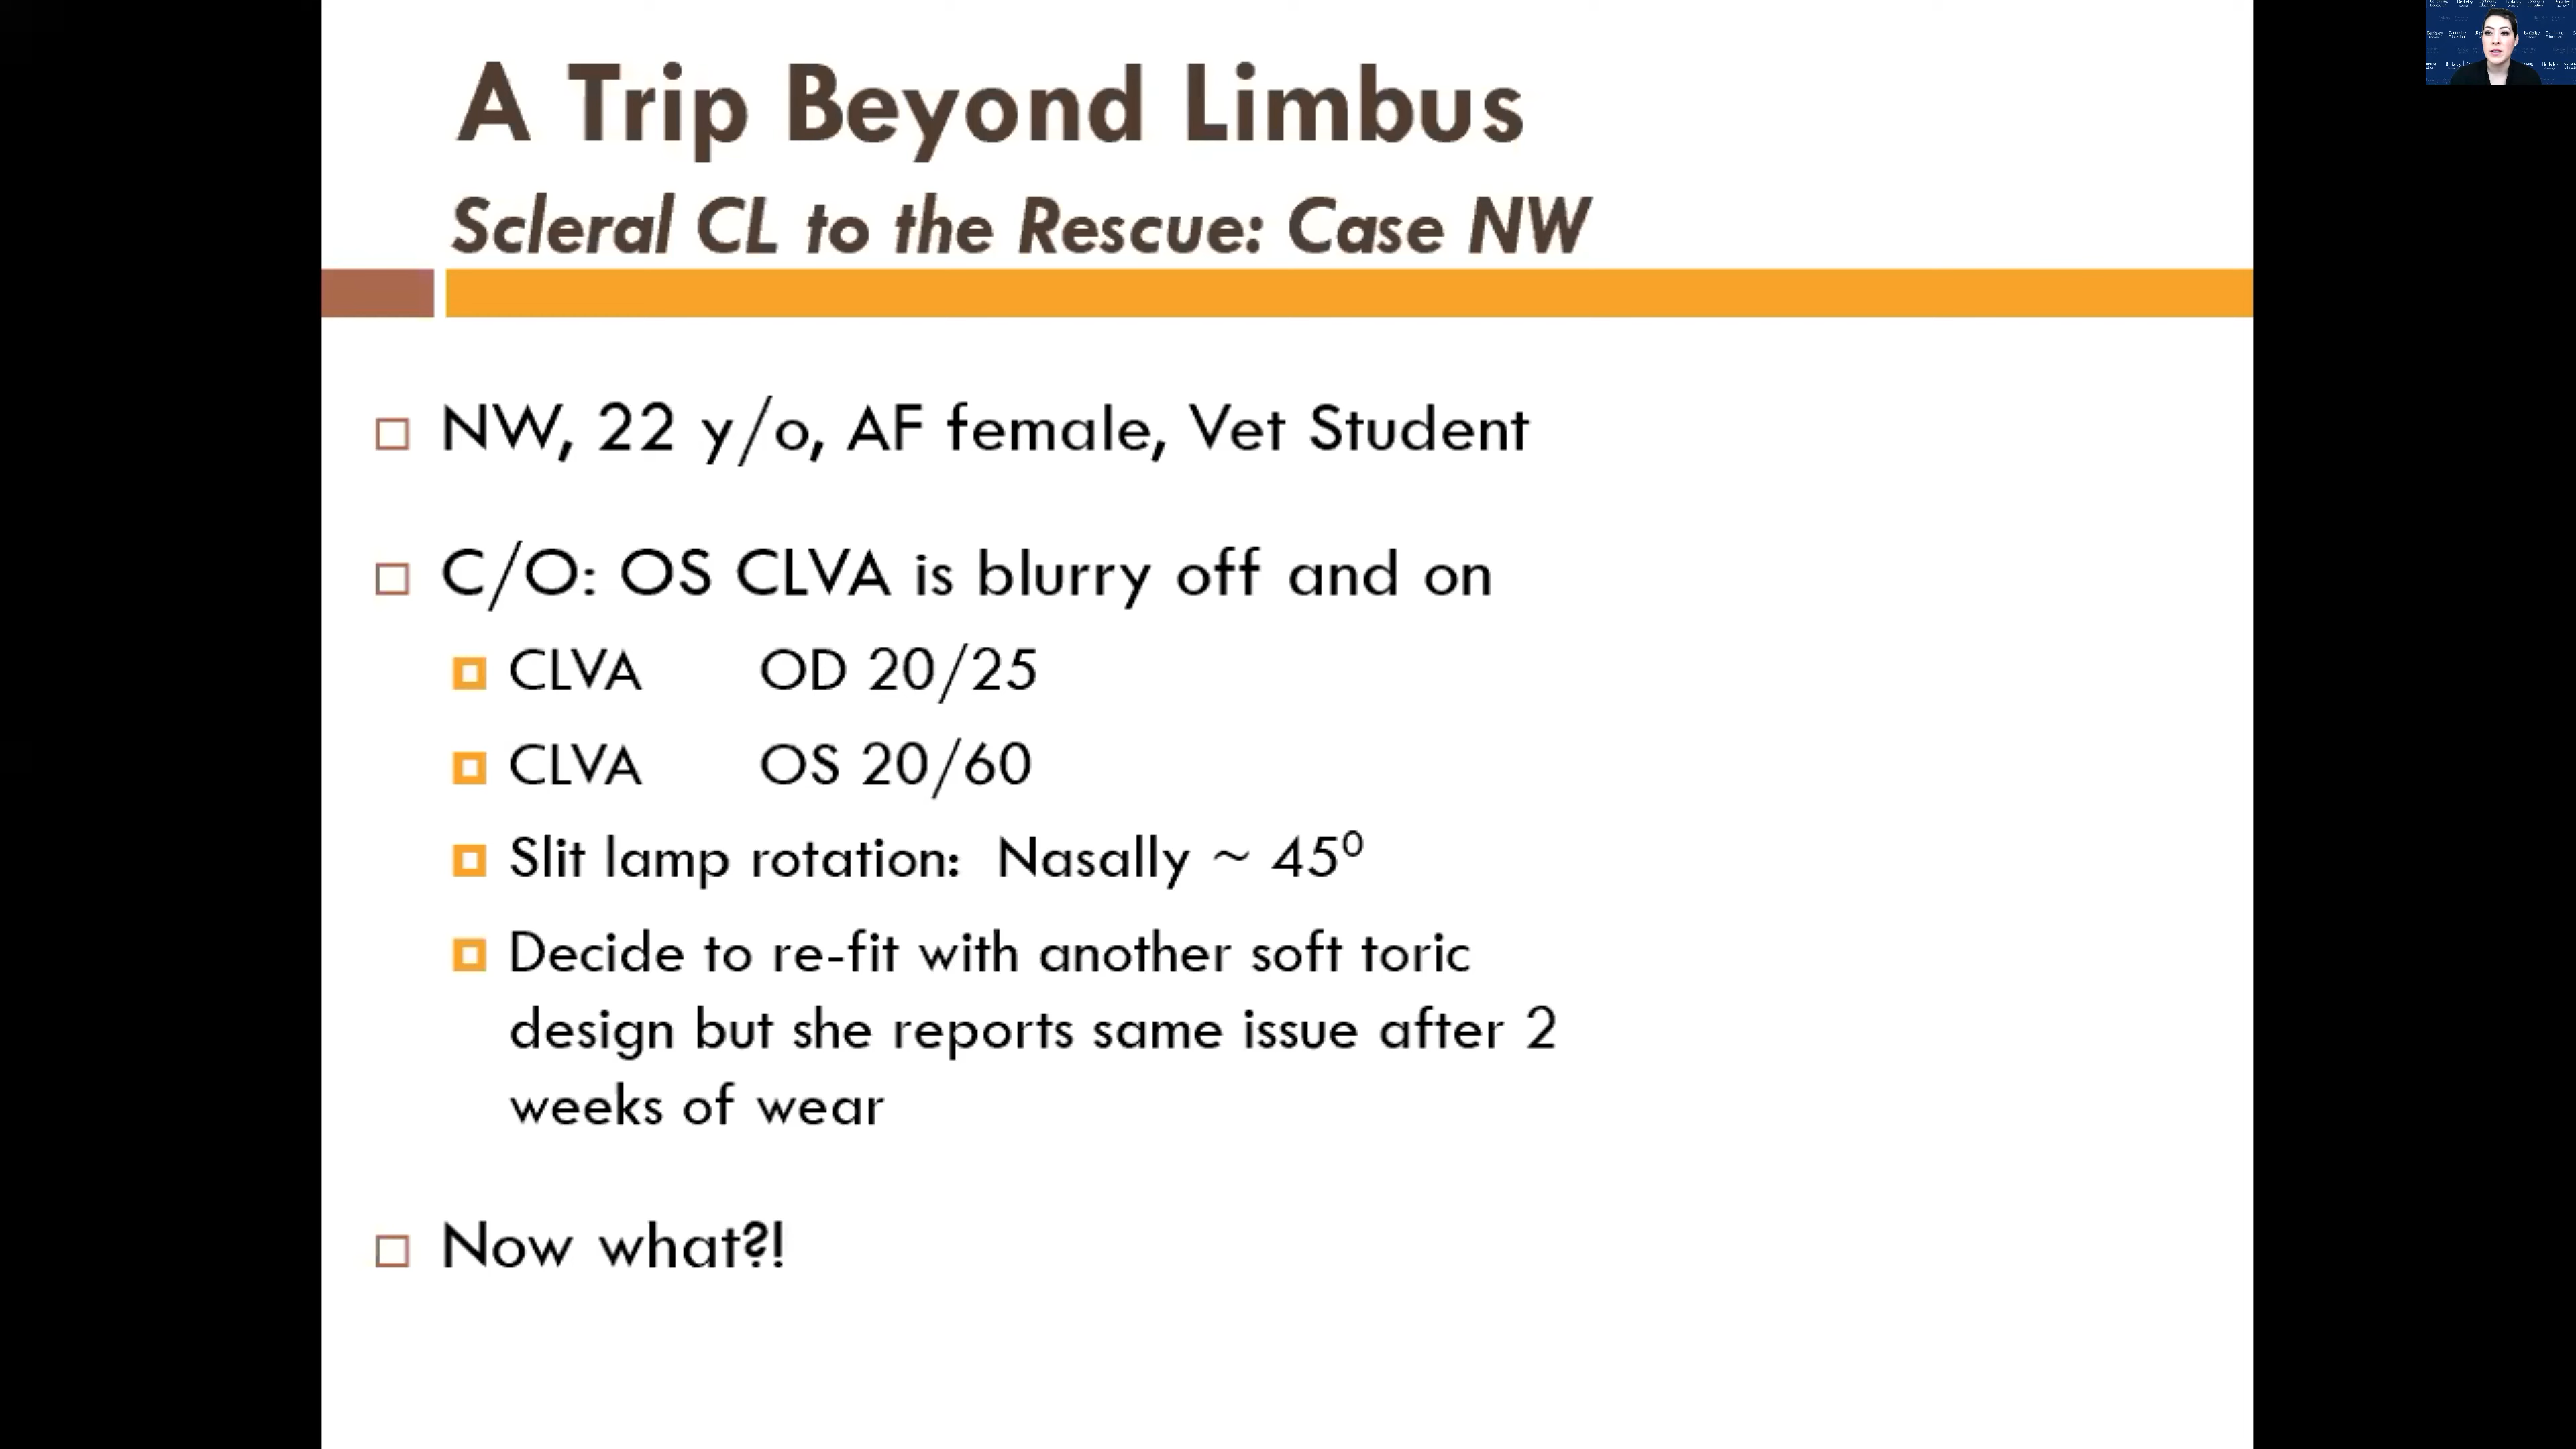 A Trip Beyond Limbus
Scleral CL to the Rescue: Case NW
NW, 22 y/o, AF female, Vet Student
C/O: OS CLVA is blurry off and on
CLVA OD 20/25
CLVA OS 20/60
Slit lamp rotation: Nasally ~ 45⁰
Decide to re-fit with another soft toric
design but she reports same issue after 2
weeks of wear
Now what?!